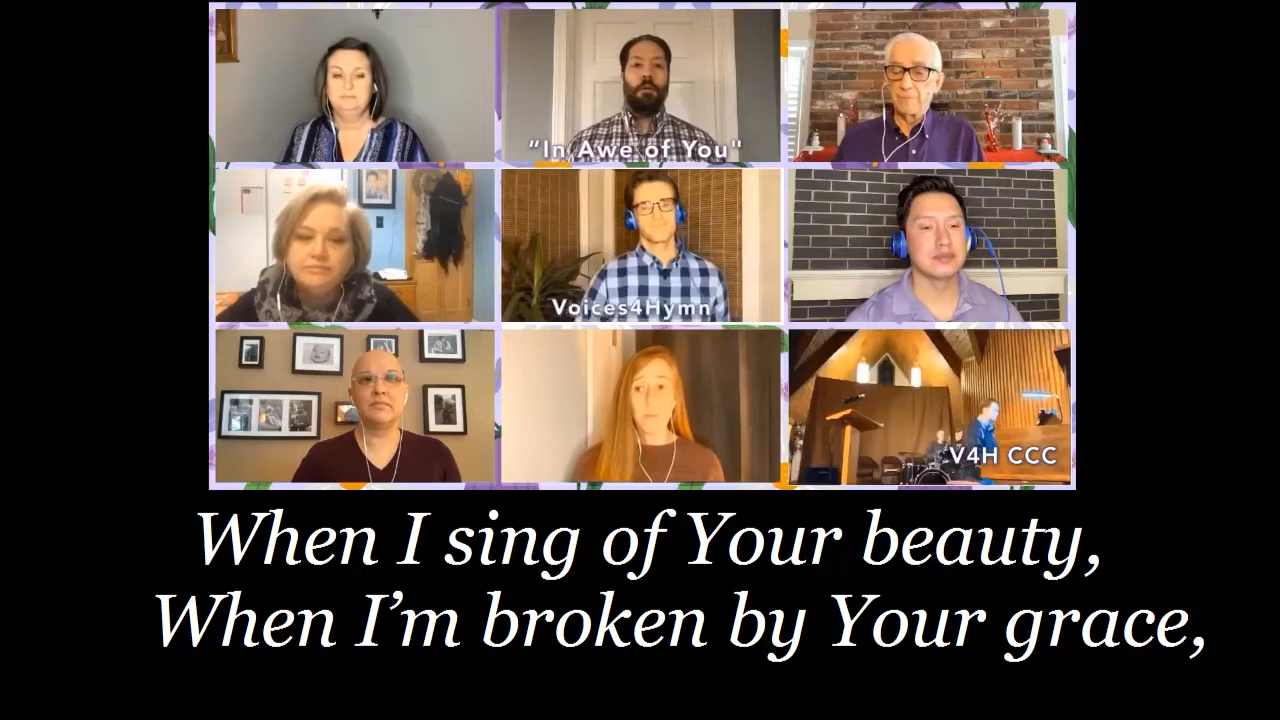 “In Awe of You"
Voices4Hymn
V4H CCC
When I sing of Your beauty,
When I’m broken by Your grace,